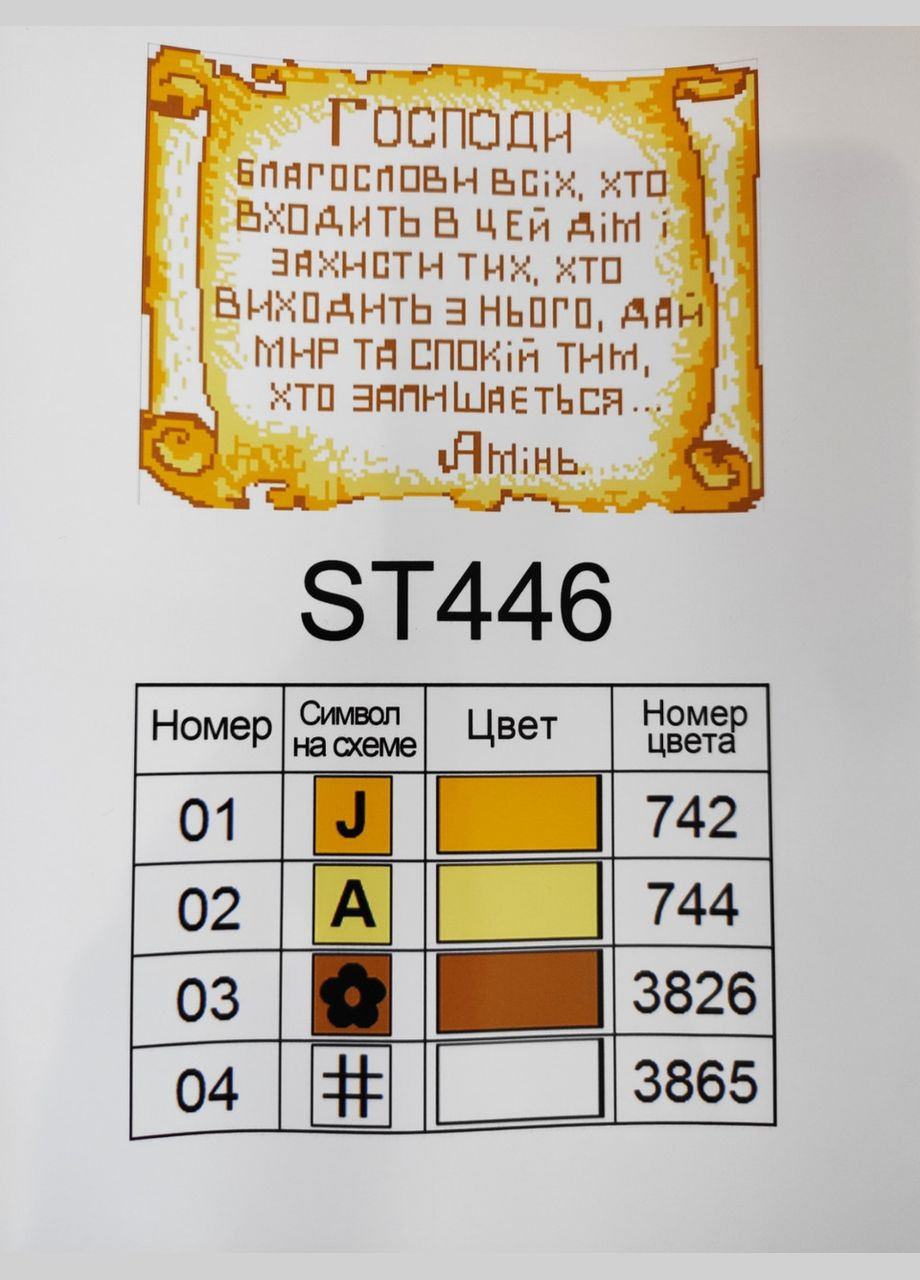 Господи
благослови всіх, хто
входить в цей дім і
захисти тих, хто
виходить з нього, дай
мир та спокій тим,
хто залишається...
Амінь.
ST446
Номер Символ на схеме Цвет Номер цвета
01 J 742
02 A 744
03 3826
04 # 3865